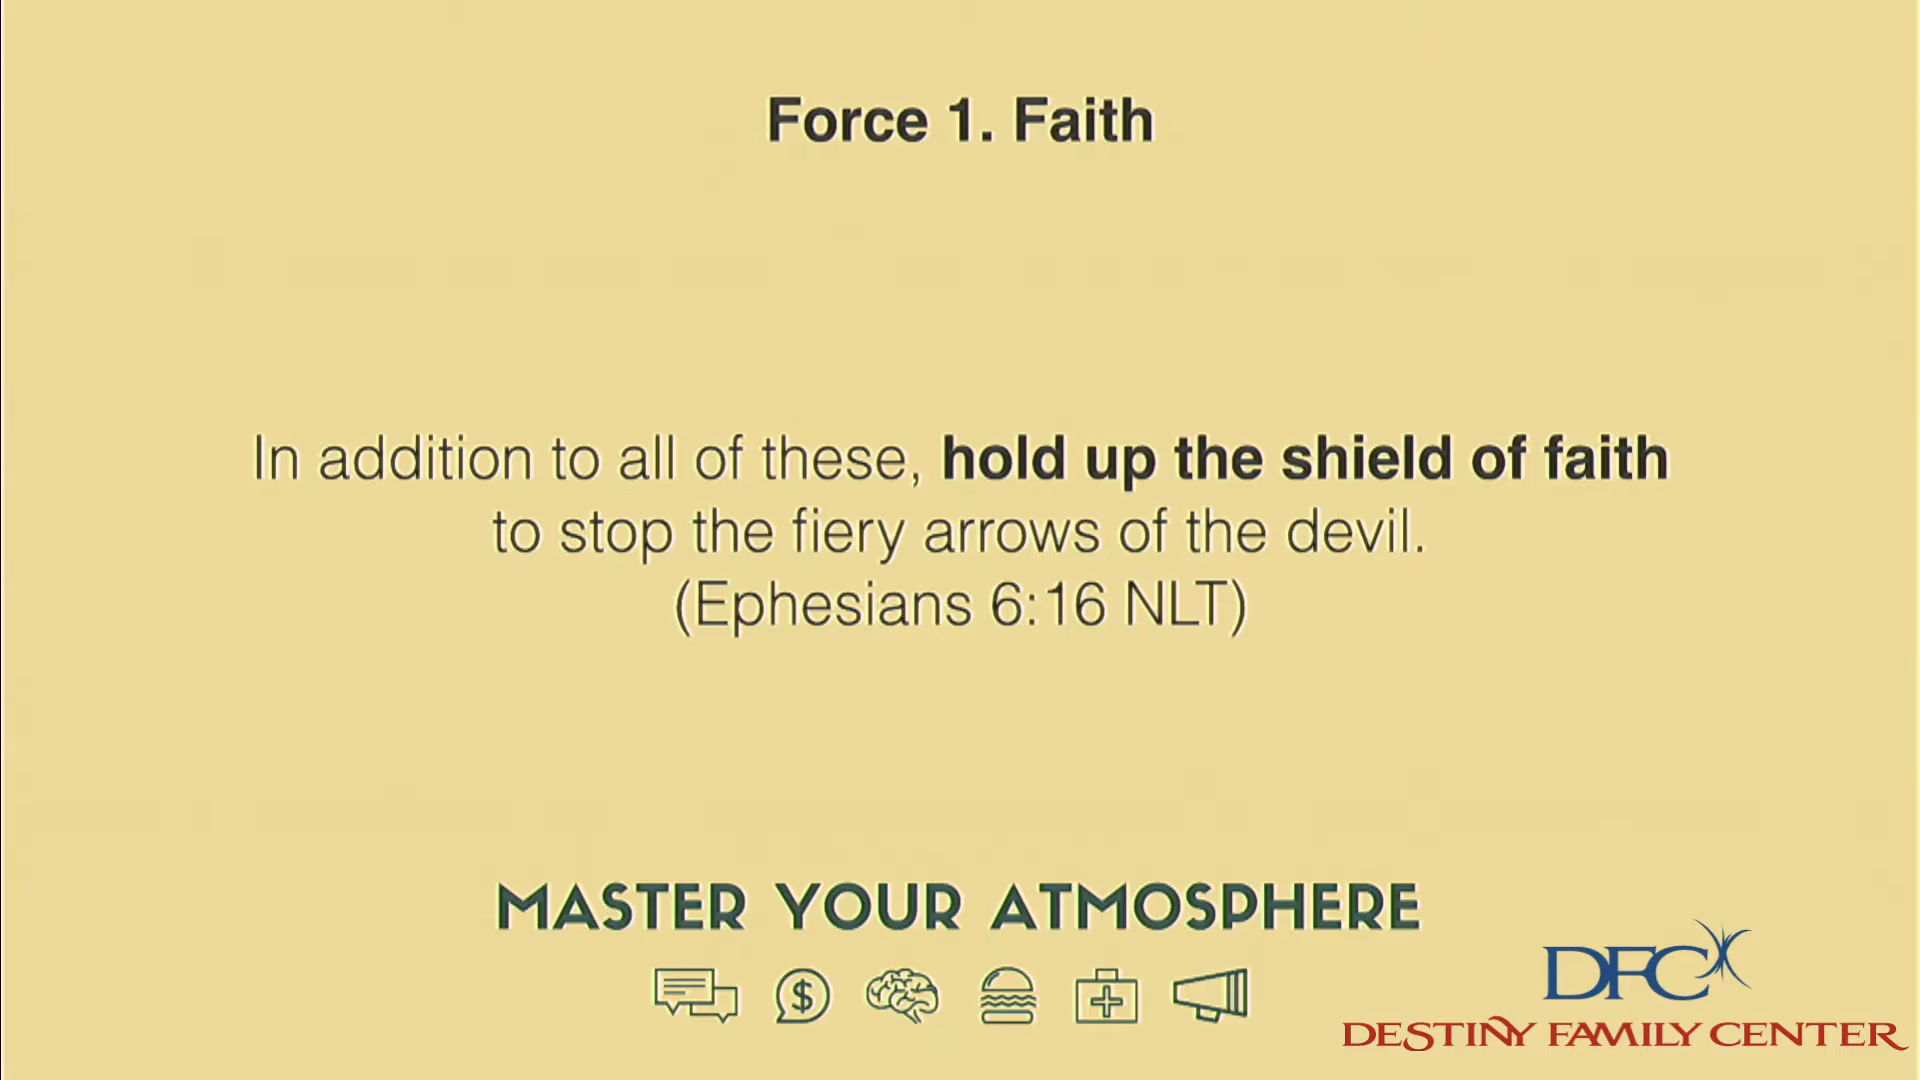 Force 1. Faith
In addition to all of these, hold up the shield of faith
to stop the fiery arrows of the devil.
(Ephesians 6:16 NLT)
MASTER YOUR ATMOSPHERE
$
DFC
DESTINY FAMILY CENTER